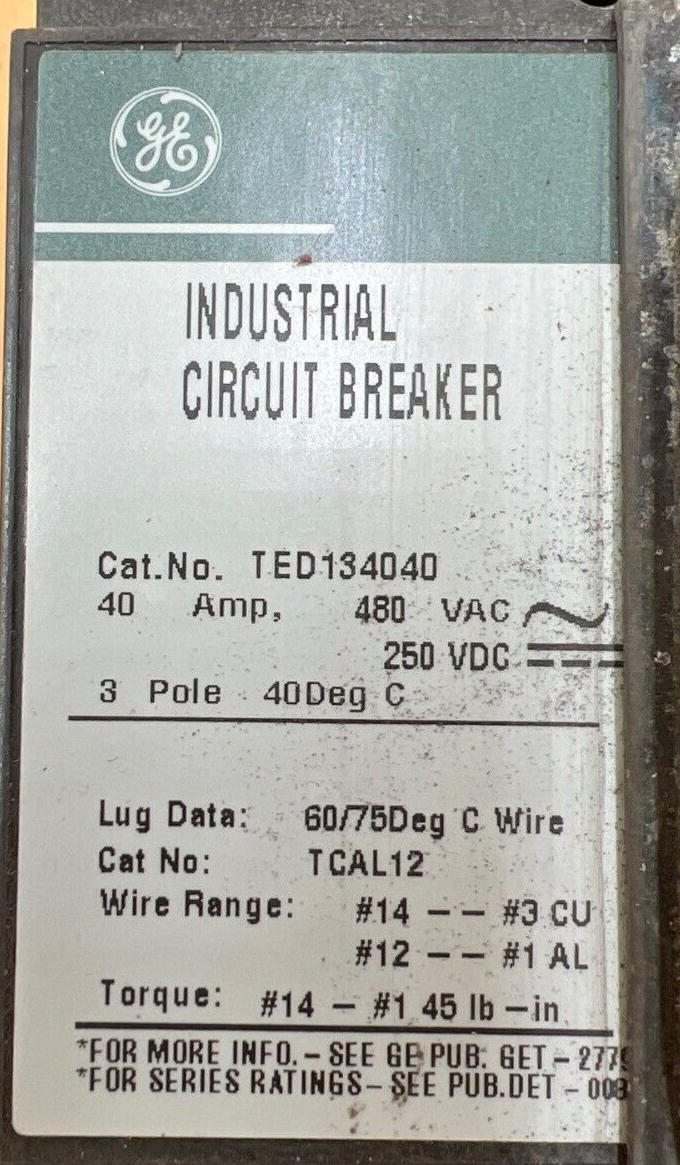 GE
INDUSTRIAL
CIRCUIT BREAKER
Cat.No. TED134040
40 Amp, 480 VAC
250 VDC
3 Pole 40Deg C
Lug Data: 60/75Deg C Wire
Cat No: TCAL12
Wire Range: #14 -- #3 CU
#12 -- #1 AL
Torque: #14 - #1 45 lb-in
*FOR MORE INFO.- SEE GE PUB. GET -
*FOR SERIES RATINGS- SEE PUB.DET -